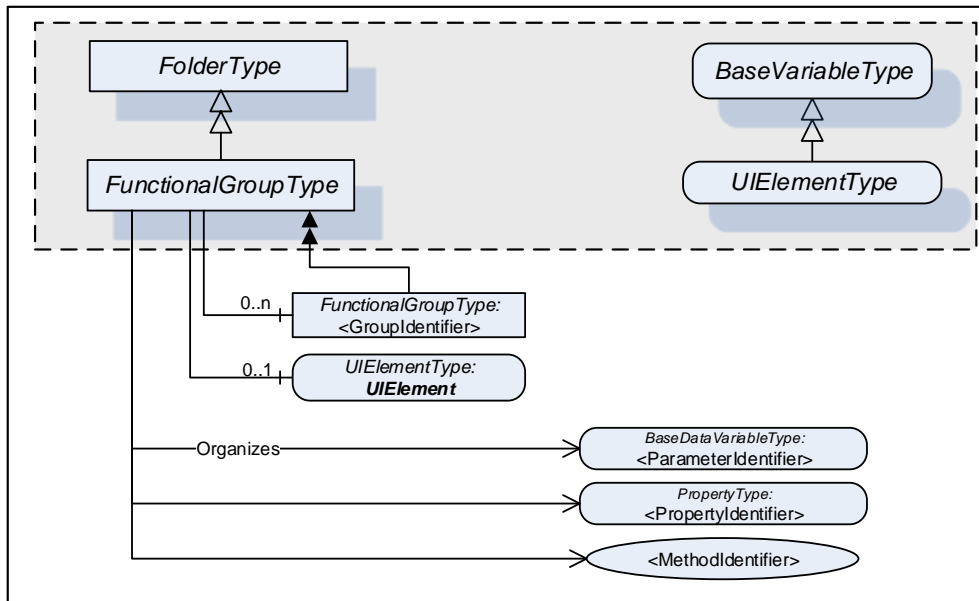 FolderType
BaseVariableType
FunctionalGroupType
UIElementType
0..n
FunctionalGroupType:
<GroupIdentifier>
0..1
UIElementType:
UIElement
Organizes
BaseDataVariableType:
<ParameterIdentifier>
PropertyType:
<PropertyIdentifier>
<MethodIdentifier>